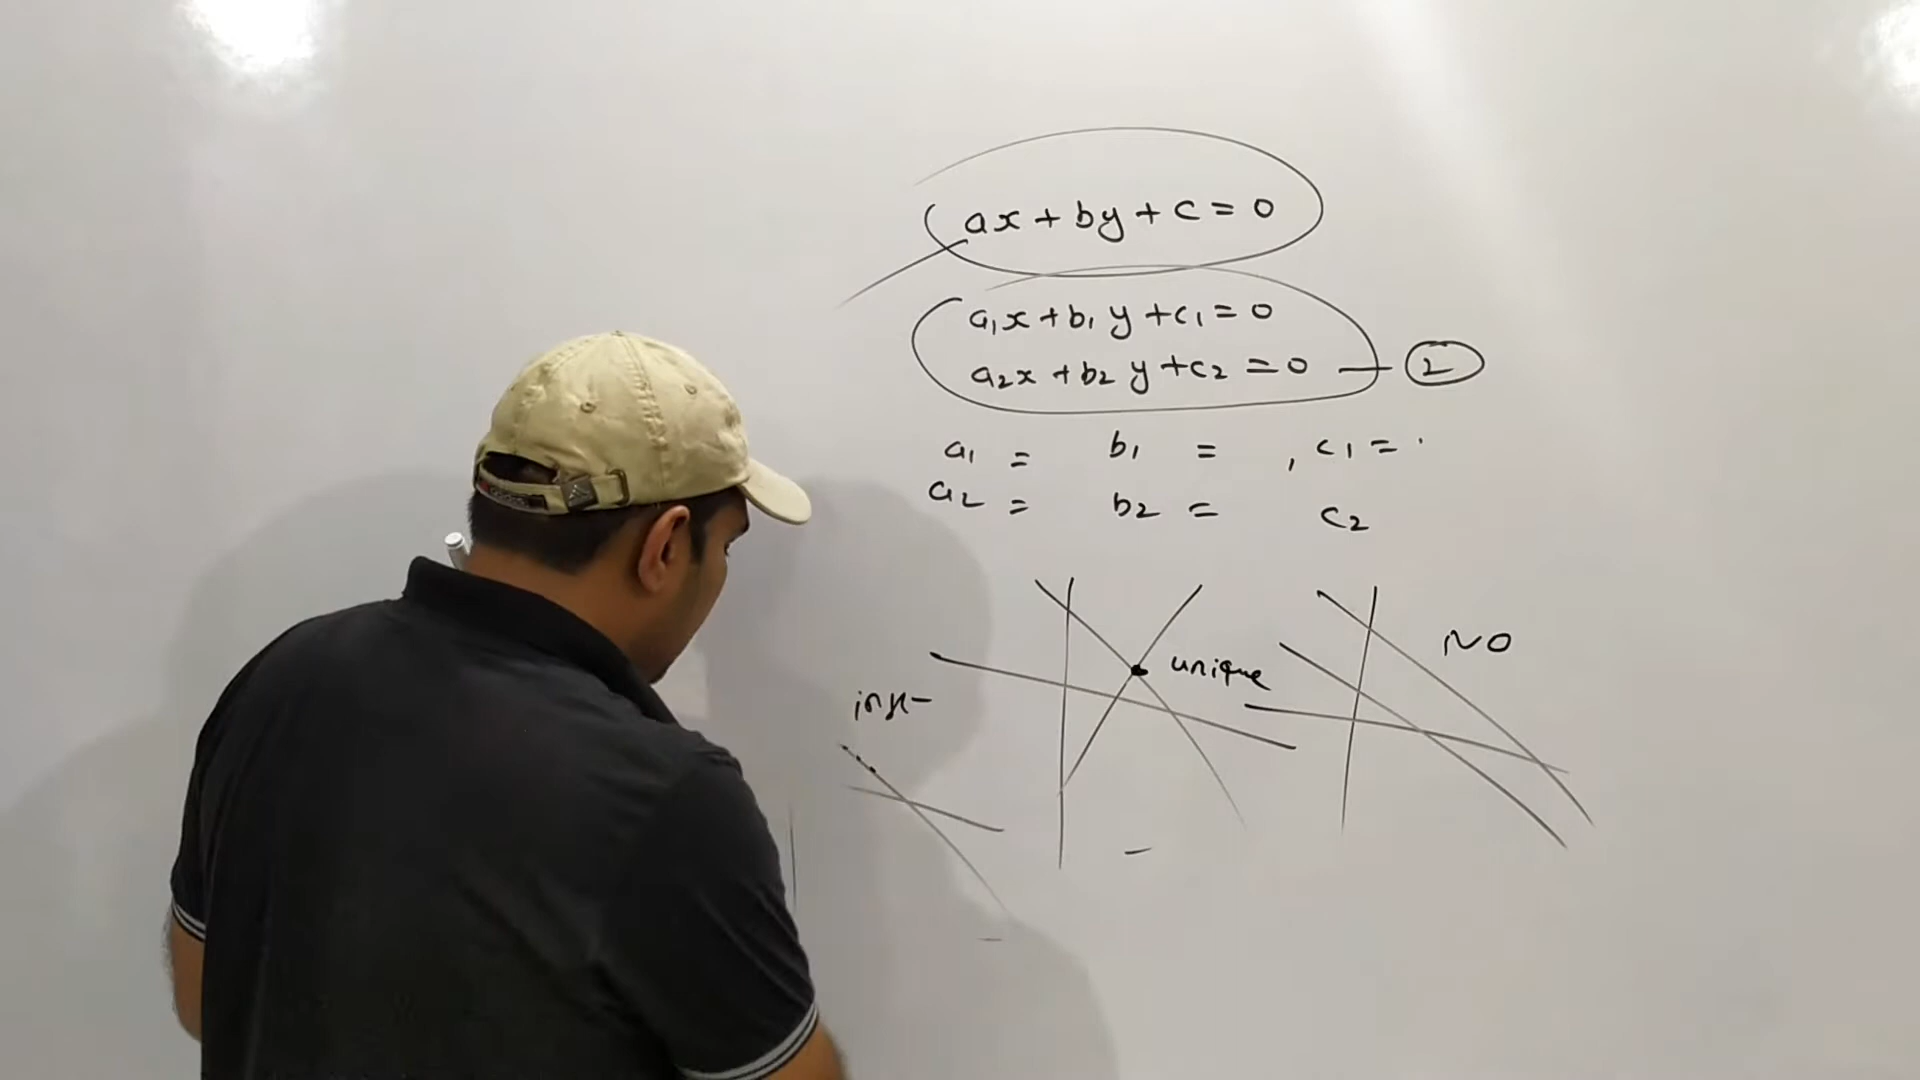 ax + by + c = 0
a₁x + b₁y + c₁ = 0
a₂x + b₂y + c₂ = 0 — 2
a₁ = b₁ = , c₁ =
a₂ = b₂ = c₂
NO
unique